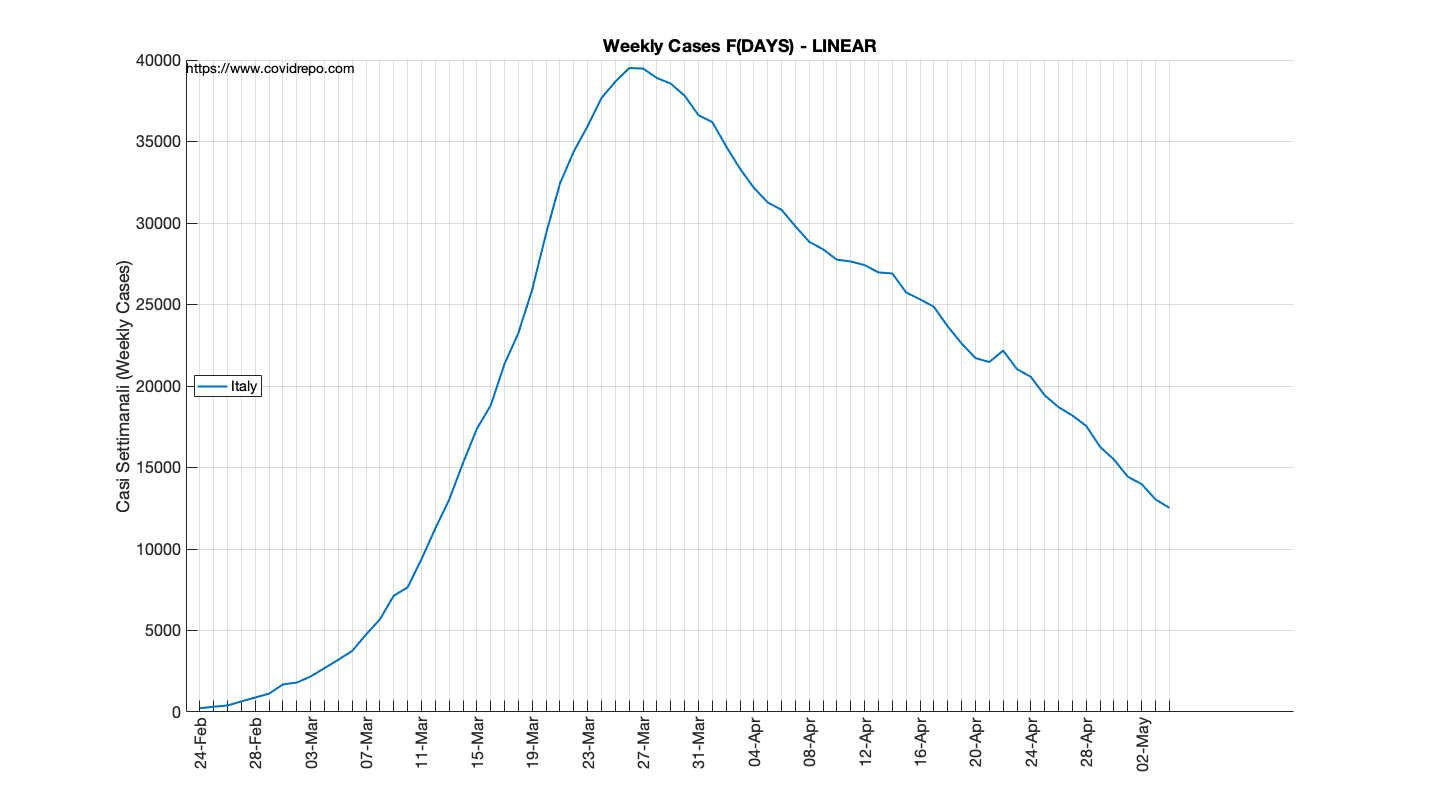 Weekly Cases F(DAYS) - LINEAR
https://www.covidrepo.com
Casi Settimanali (Weekly Cases)
40000
35000
30000
25000
20000
15000
10000
5000
0
Italy
24-Feb
28-Feb
03-Mar
07-Mar
11-Mar
15-Mar
19-Mar
23-Mar
27-Mar
31-Mar
04-Apr
08-Apr
12-Apr
16-Apr
20-Apr
24-Apr
28-Apr
02-May